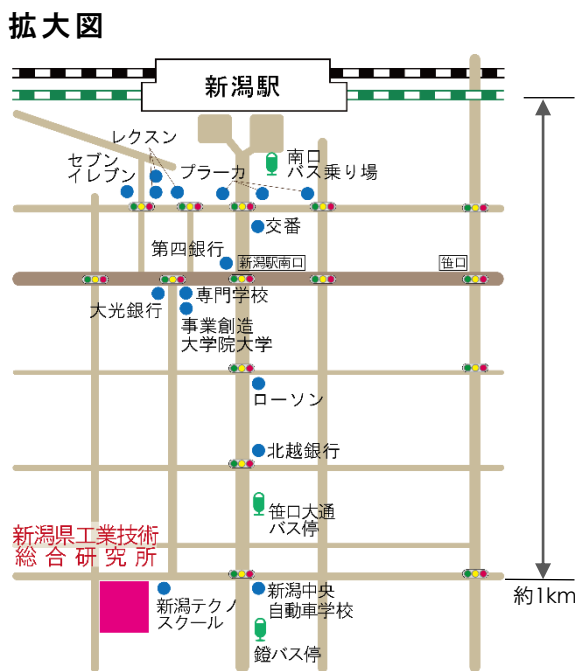 拡大図
新潟駅
レクスン
セブン
イレブン
プラーカ
南口
バス乗り場
交番
第四銀行
新潟駅南口
笹口
大光銀行
専門学校
事業創造
大学院大学
ローソン
北越銀行
笹口大通
バス停
新潟県工業技術
総合研究所
新潟テクノ
スクール
新潟中央
自動車学校
約1km
鐙バス停